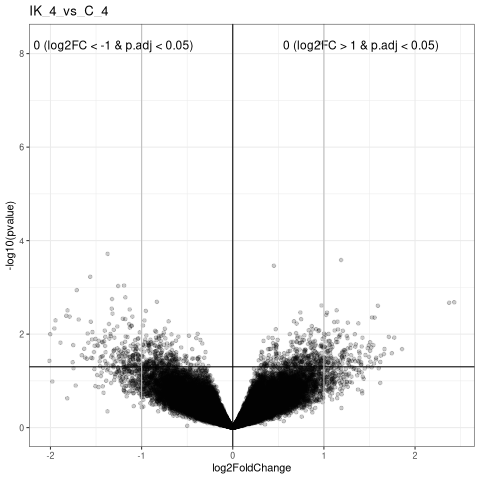 IK_4_vs_C_4
0 (log2FC < -1 & p.adj < 0.05)
0 (log2FC > 1 & p.adj < 0.05)
8
6
4
2
0
-log10(pvalue)
-2
-1
0
1
2
log2FoldChange